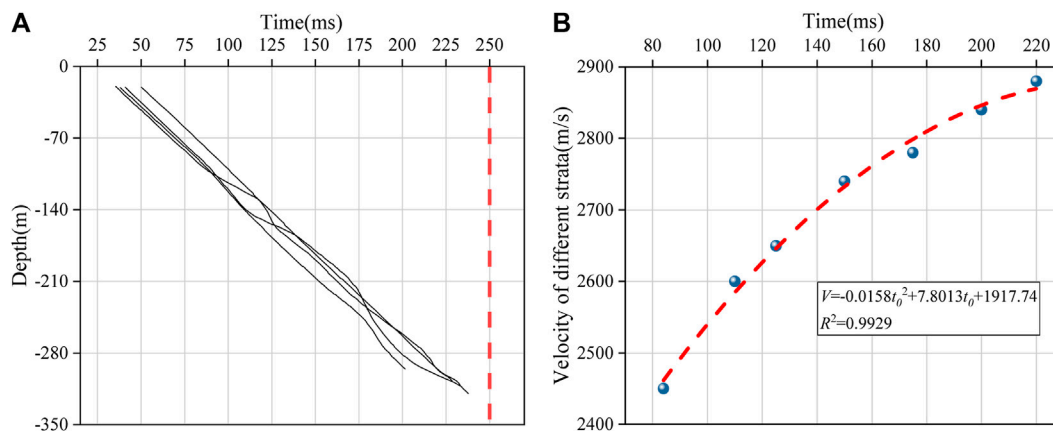 A
Time(ms)
25 50 75 100 125 150 175 200 225 250
0
-70
-140
-210
-280
-350
Depth(m)
B
Time(ms)
80 100 120 140 160 180 200 220
2900
2800
2700
2600
2500
2400
Velocity of different strata(m/s)
V=-0.0158t₀²+7.8013t₀+1917.74
R²=0.9929